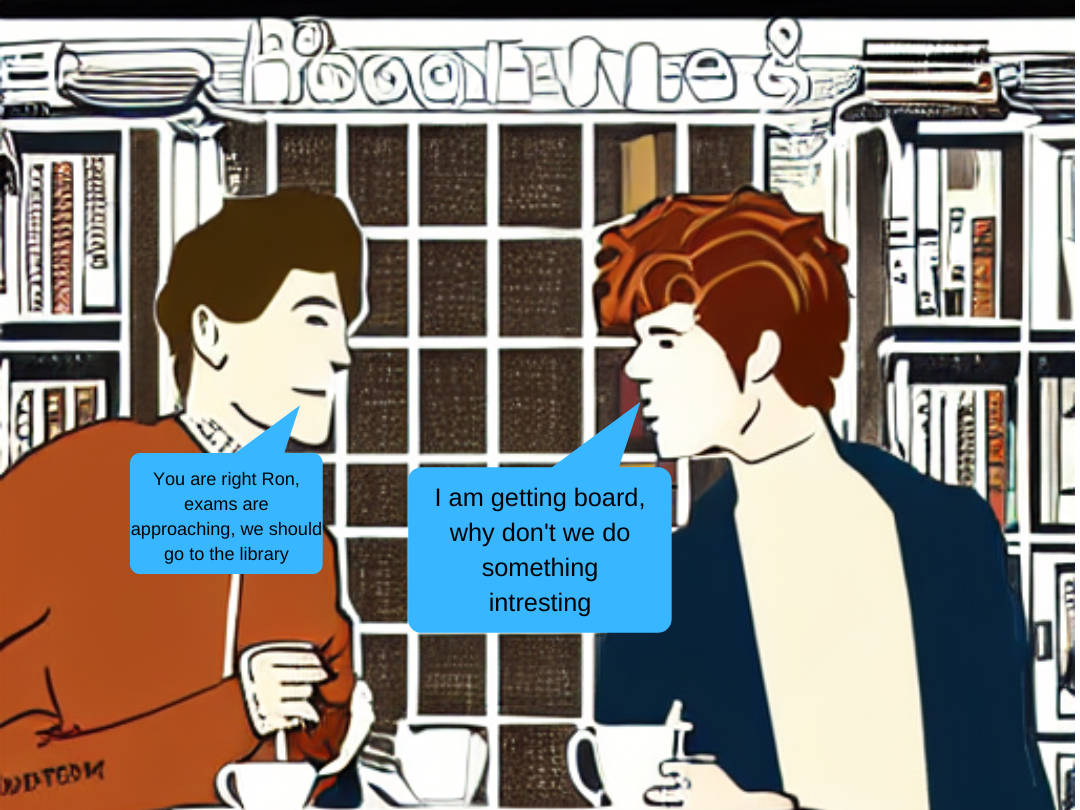 You are right Ron,
exams are
approaching, we should
go to the library
I am getting board,
why don't we do
something
intresting